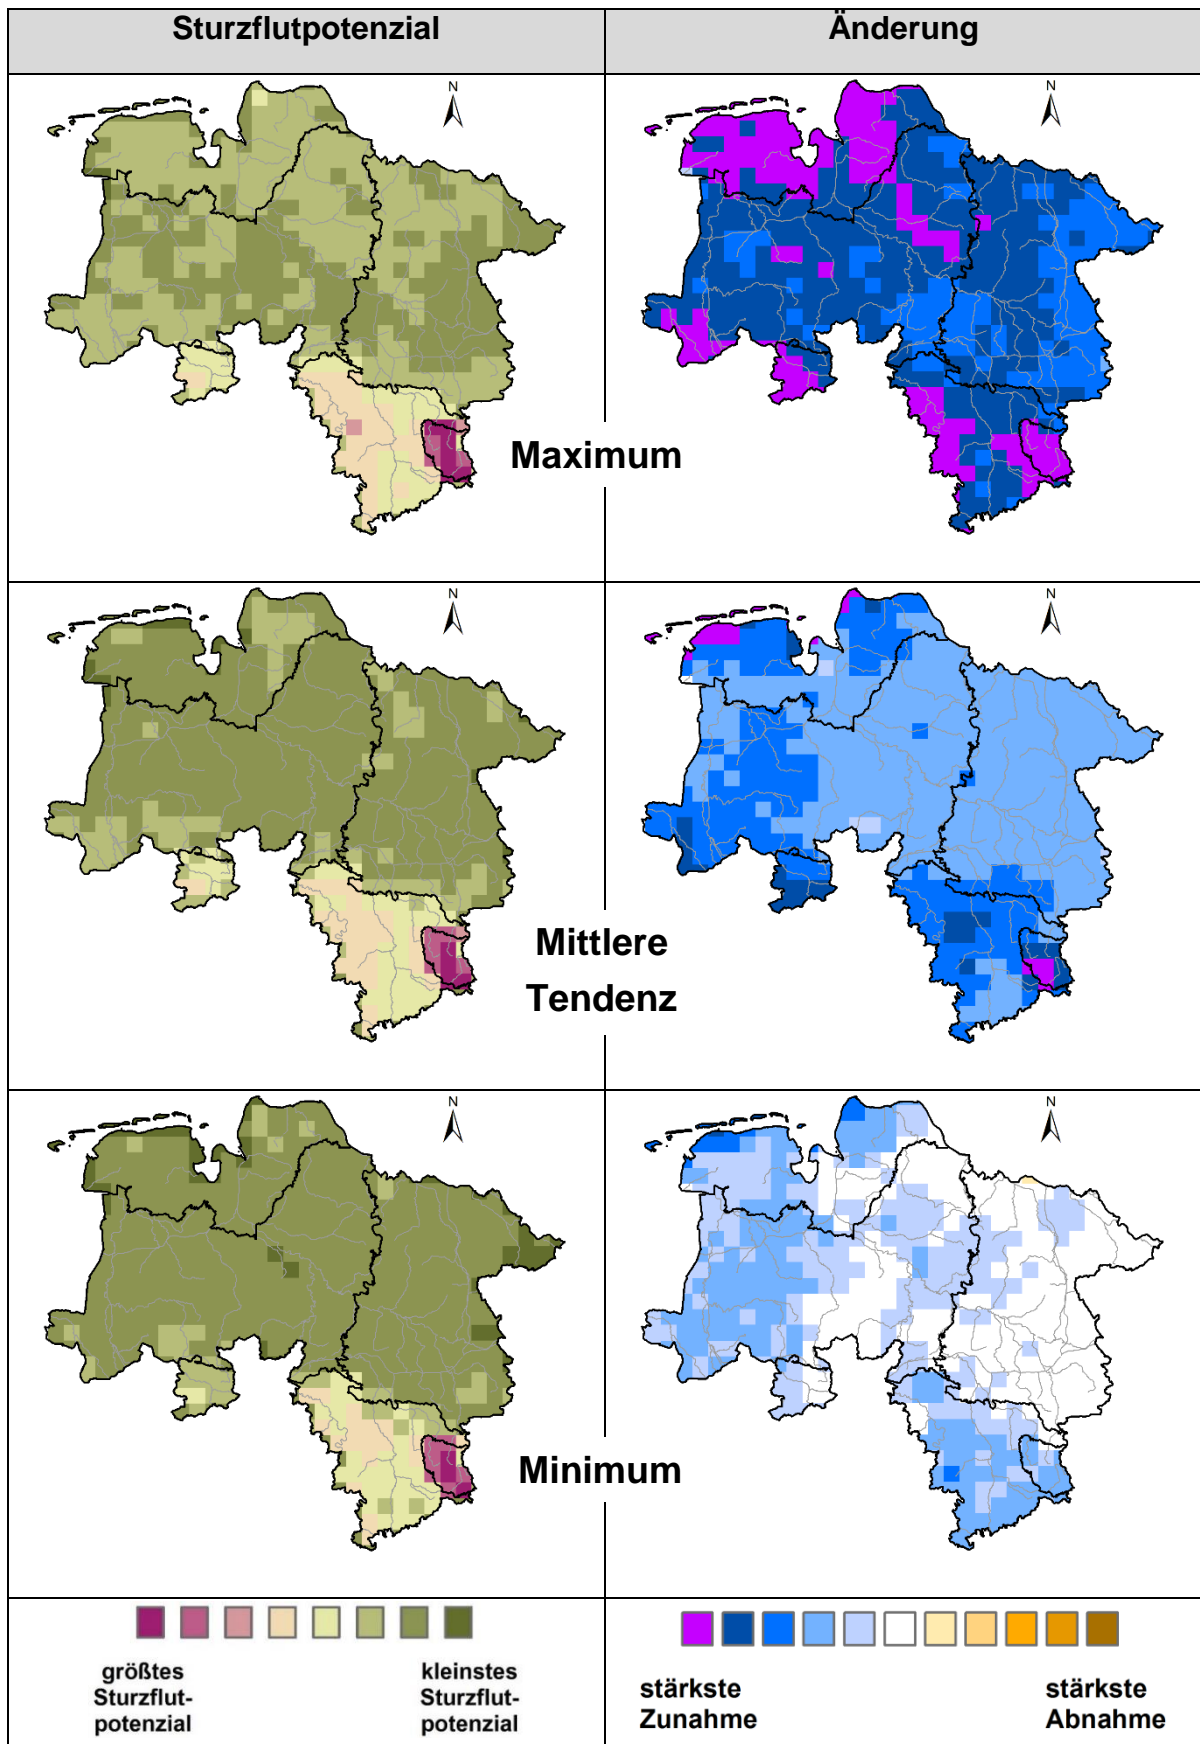 Sturzflutpotenzial
Änderung
N
N
Maximum
N
N
Mittlere
Tendenz
N
N
Minimum
größtes
Sturzflut-
potenzial
kleinstes
Sturzflut-
potenzial
stärkste
Zunahme
stärkste
Abnahme